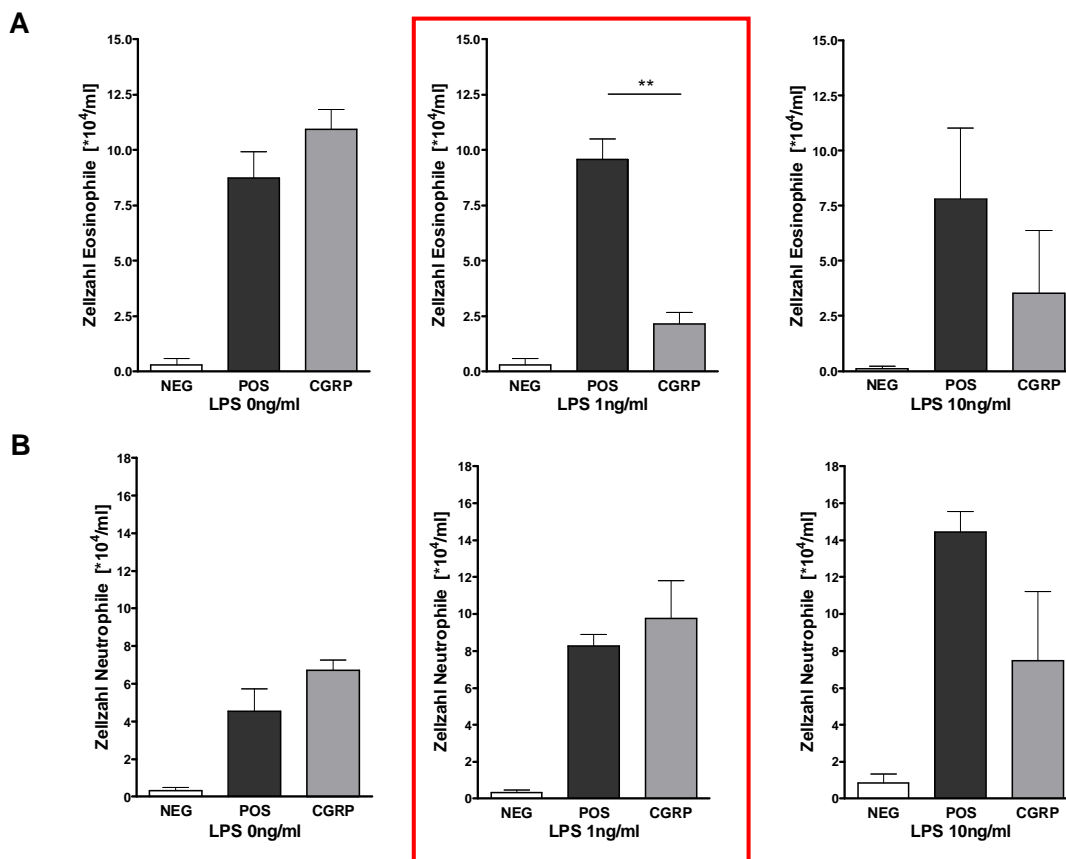 A
Zellzahl Eosinophile [*10⁴/ml]
15.0
12.5
10.0
7.5
5.0
2.5
0.0
NEG POS CGRP
LPS 0ng/ml
Zellzahl Eosinophile [*10⁴/ml]
15.0
12.5
10.0
7.5
5.0
2.5
0.0
**
NEG POS CGRP
LPS 1ng/ml
Zellzahl Eosinophile [*10⁴/ml]
15.0
12.5
10.0
7.5
5.0
2.5
0.0
NEG POS CGRP
LPS 10ng/ml
B
Zellzahl Neutrophile [*10⁴/ml]
18
16
14
12
10
8
6
4
2
0
NEG POS CGRP
LPS 0ng/ml
Zellzahl Neutrophile [*10⁴/ml]
18
16
14
12
10
8
6
4
2
0
NEG POS CGRP
LPS 1ng/ml
Zellzahl Neutrophile [*10⁴/ml]
18
16
14
12
10
8
6
4
2
0
NEG POS CGRP
LPS 10ng/ml